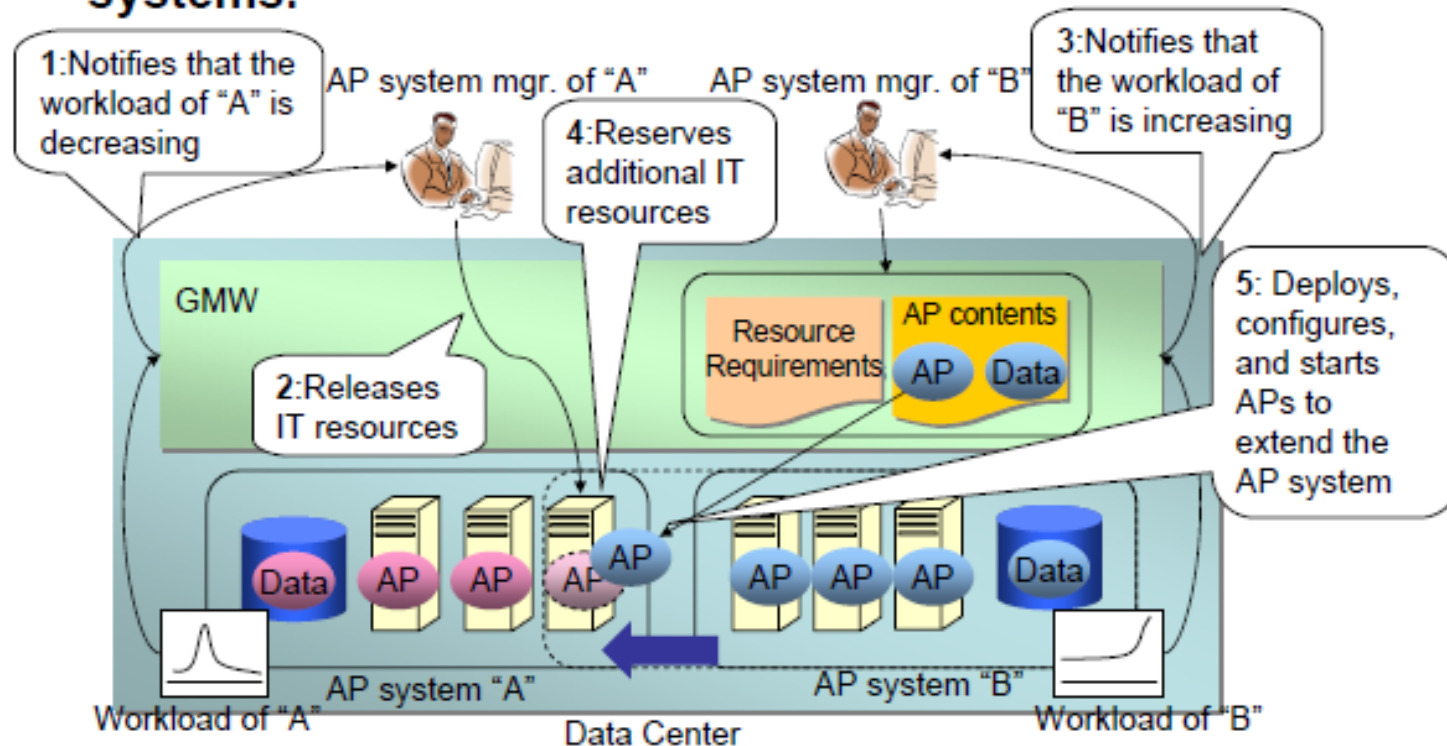 systems.
1:Notifies that the
workload of “A” is
decreasing
AP system mgr. of “A”
4:Reserves
additional IT
resources
AP system mgr. of “B”
3:Notifies that
the workload of
“B” is increasing
GMW
2:Releases
IT resources
Resource
Requirements
AP contents
AP
Data
5: Deploys,
configures,
and starts
APs to
extend the
AP system
Data
AP
AP
AP
AP
AP
AP
AP
Data
AP system “A”
AP system “B”
Workload of “A”
Workload of “B”
Data Center